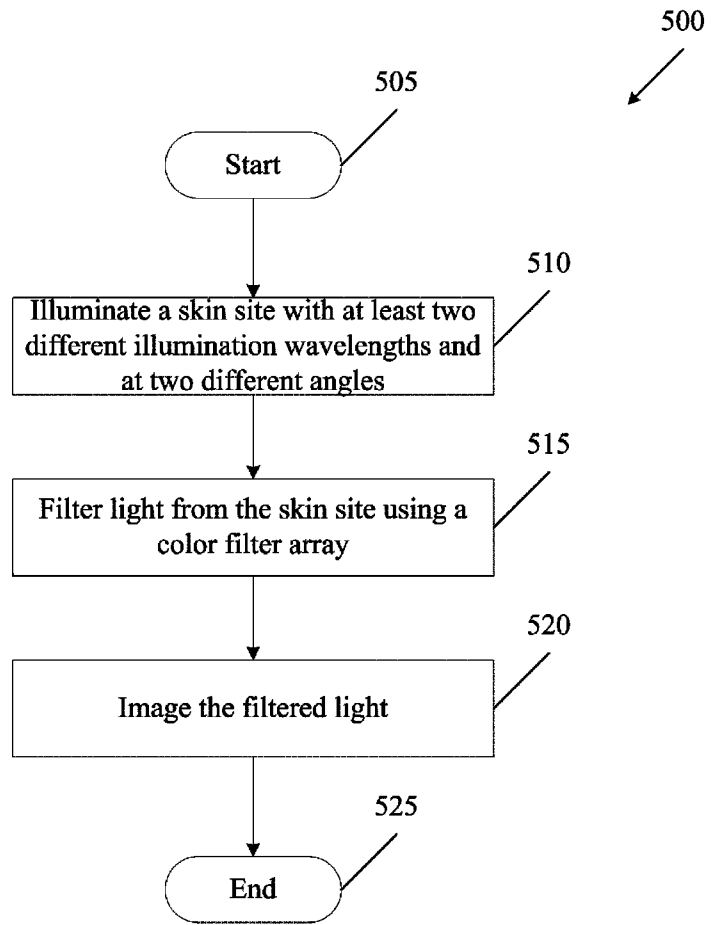 500
505
Start
510
Illuminate a skin site with at least two
different illumination wavelengths and
at two different angles
515
Filter light from the skin site using a
color filter array
520
Image the filtered light
525
End